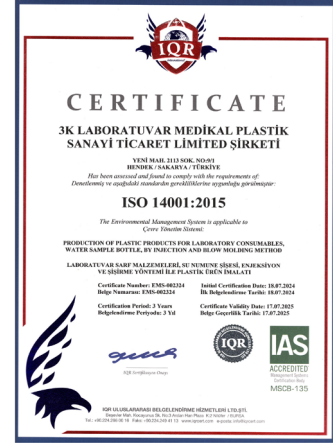 IQR
CERTIFICATE
3K LABORATUVAR MEDİKAL PLASTİK
SANAYİ TİCARET LİMİTED ŞİRKETİ
YENİ MAH. 2113 SOK. NO:9/1
HENDEK / SAKARYA / TÜRKİYE
Has been assessed and found to comply with the requirements of:
Denetlenmiş ve aşağıdaki standardın gerekliliklerine uygunluğu görülmüştür:
ISO 14001:2015
The Environmental Management System is applicable to
Çevre Yönetim Sistemi:
PRODUCTION OF PLASTIC PRODUCTS FOR LABORATORY CONSUMABLES,
WATER SAMPLE BOTTLE, BY INJECTION AND BLOW MOLDING METHOD
LABORATUVAR SARF MALZEMELERİ, SU NUMUNE ŞİŞESİ, ENJEKSİYON
VE ŞİŞİRME YÖNTEMİ İLE PLASTİK ÜRÜN İMALATI
Certificate Number: EMS-002324 Initial Certification Date: 18.07.2024
Belge Numarası: EMS-002324 İlk Belgelendirme Tarihi: 18.07.2024
Certification Period: 3 Years Certificate Validity Date: 17.07.2025
Belgelendirme Periyodu: 3 Yıl Belge Geçerlilik Tarihi: 17.07.2025
IQR
IAS
ACCREDITED
Management Systems
Certification Body
MSCB-135
IQR Sertifikasyon Onayı
IQR ULUSLARARASI BELGELENDİRME HİZMETLERİ LTD.ŞTİ.